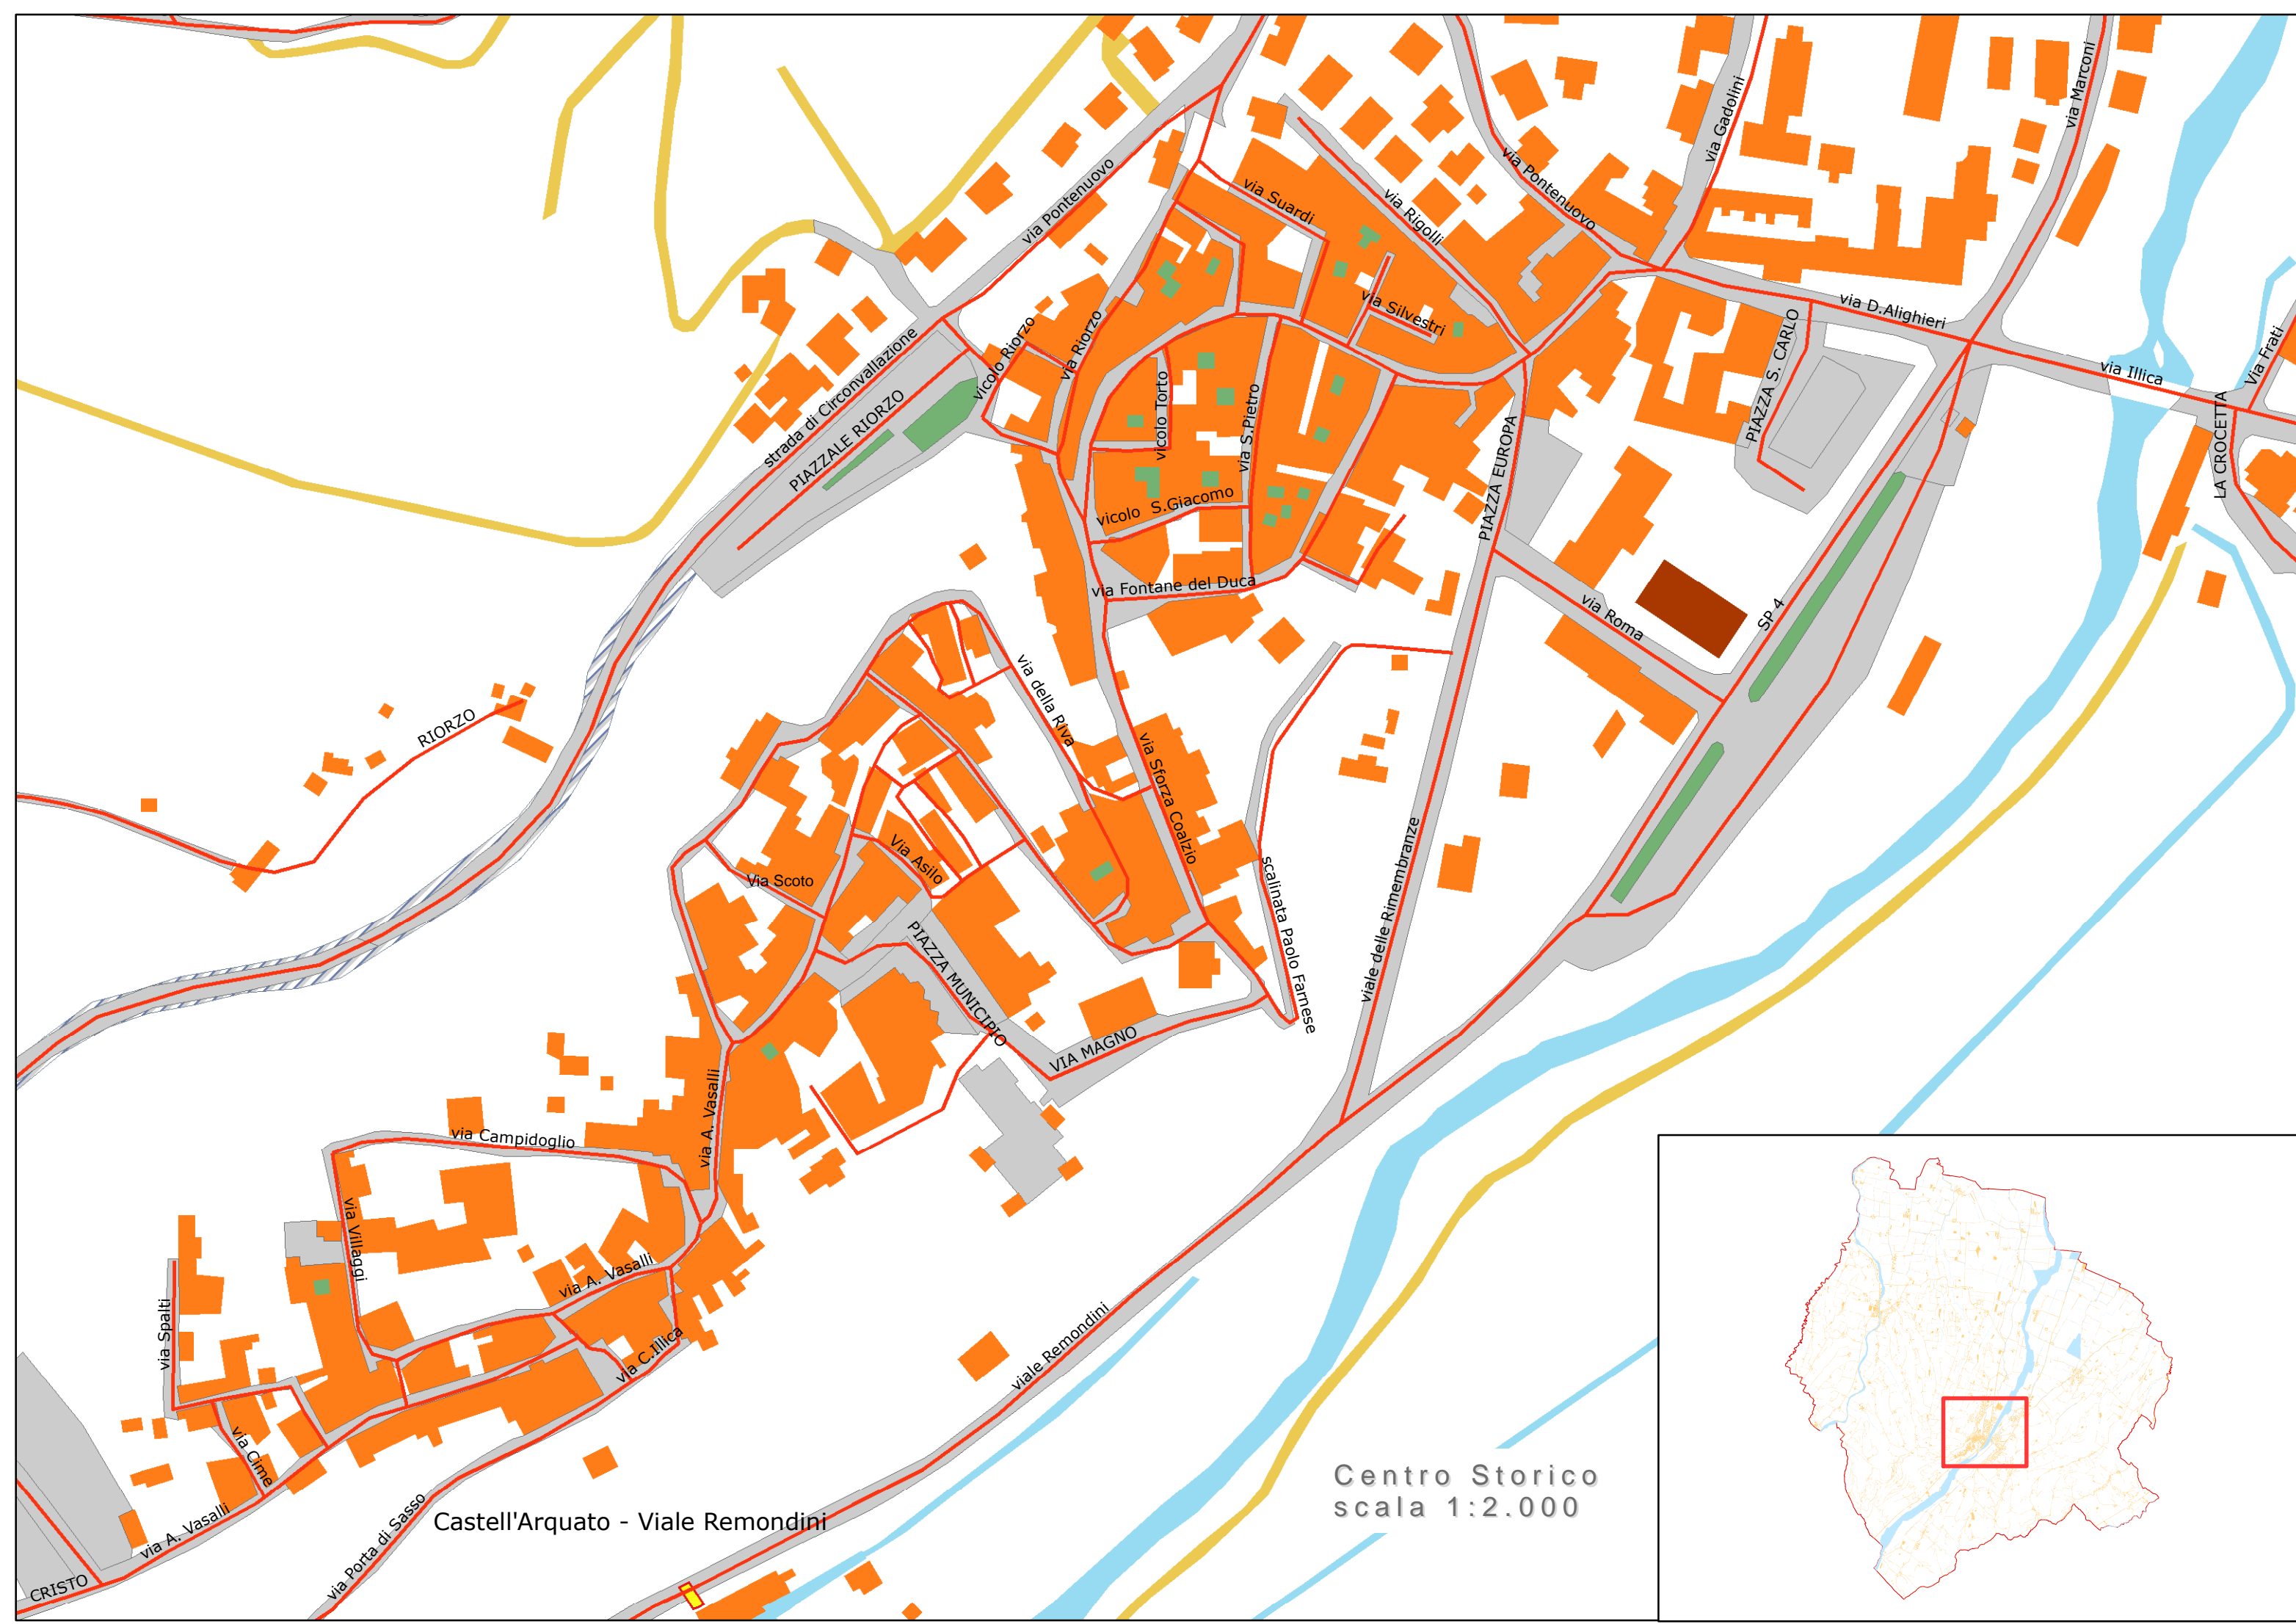 via Marconi
via Gadolini
via Pontenuovo
via Pontenuovo
via Suardi
via Rigolli
via Silvestri
via D.Alighieri
PIAZZA S. CARLO
via Illica
Via Frati
LA CROCETTA
strada di Circonvallazione
PIAZZALE RIORZO
vicolo Riorzo
via Riorzo
vicolo Torto
via S.Pietro
vicolo S.Giacomo
via Fontane del Duca
PIAZZA EUROPA
via Roma
SP 4
RIORZO
via della Riva
via Sforza Coalzio
scalinata Paolo Farnese
viale delle Rimembranze
Via Asilo
Via Scoto
PIAZZA MUNICIPIO
VIA MAGNO
via A. Vasalli
via Campidoglio
via Villaggi
via A. Vasalli
via Spalti
via C.Illica
viale Remondini
via Cime
via A. Vasalli
via Porta di Sasso
CRISTO
Castell'Arquato - Viale Remondini
Centro Storico
scala 1:2.000